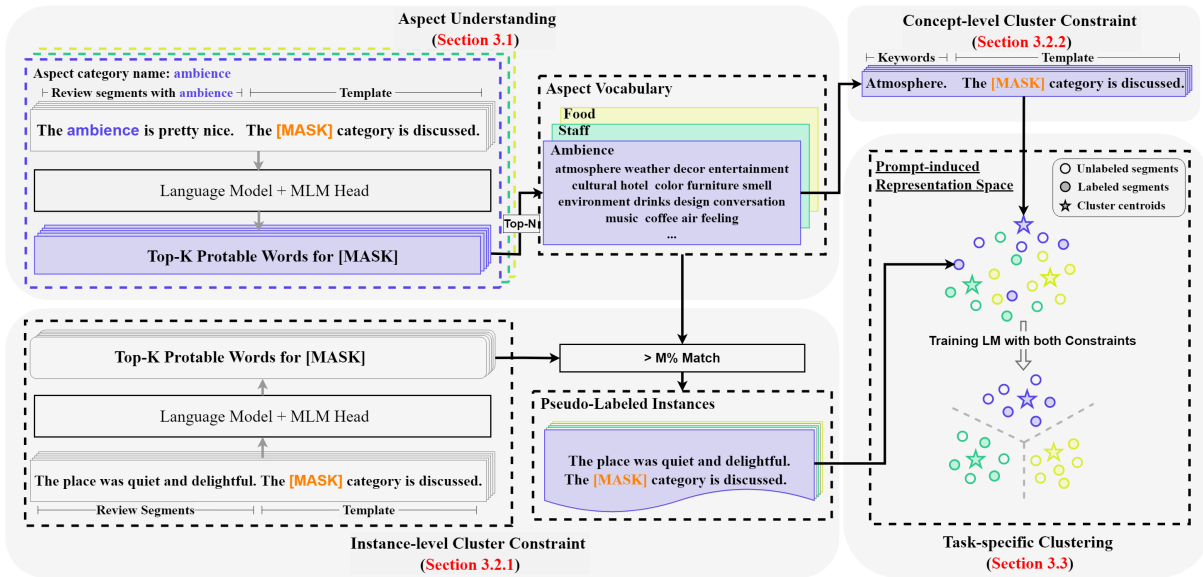 Aspect Understanding
(Section 3.1)
Aspect category name: ambience
Review segments with ambience
Template
The ambience is pretty nice. The [MASK] category is discussed.
Language Model + MLM Head
Top-K Protable Words for [MASK]
Top-N
Aspect Vocabulary
Food
Staff
Ambience
atmosphere weather decor entertainment
cultural hotel color furniture smell
environment drinks design conversation
music coffee air feeling
...
Concept-level Cluster Constraint
(Section 3.2.2)
Keywords
Template
Atmosphere. The [MASK] category is discussed.
Top-K Protable Words for [MASK]
Language Model + MLM Head
The place was quiet and delightful. The [MASK] category is discussed.
Review Segments
Template
> M% Match
Pseudo-Labeled Instances
The place was quiet and delightful.
The [MASK] category is discussed.
Instance-level Cluster Constraint
(Section 3.2.1)
Prompt-induced
Representation Space
Unlabeled segments
Labeled segments
Cluster centroids
Training LM with both Constraints
Task-specific Clustering
(Section 3.3)